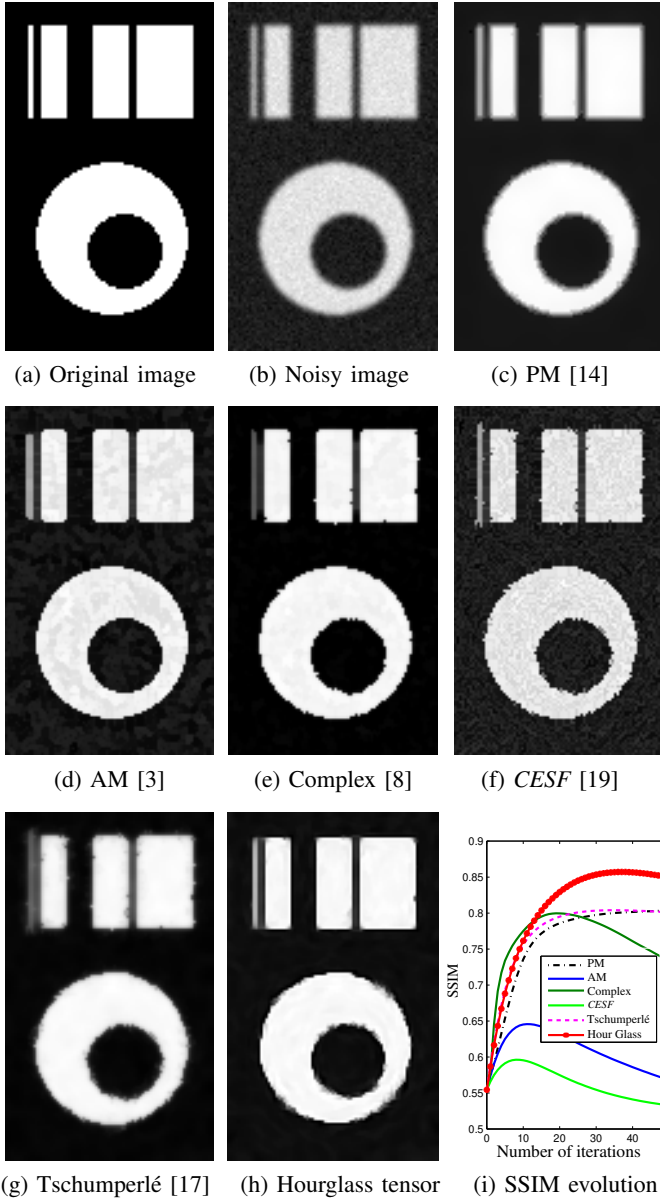 (a) Original image
(b) Noisy image
(c) PM [14]
(d) AM [3]
(e) Complex [8]
(f) CESF [19]
0.9
0.85
0.8
0.75
0.7
0.65
0.6
0.55
0.5
SSIM
PM
AM
Complex
CESF
Tschumperlé
Hour Glass
0 10 20 30 40
Number of iterations
(g) Tschumperlé [17]
(h) Hourglass tensor
(i) SSIM evolution